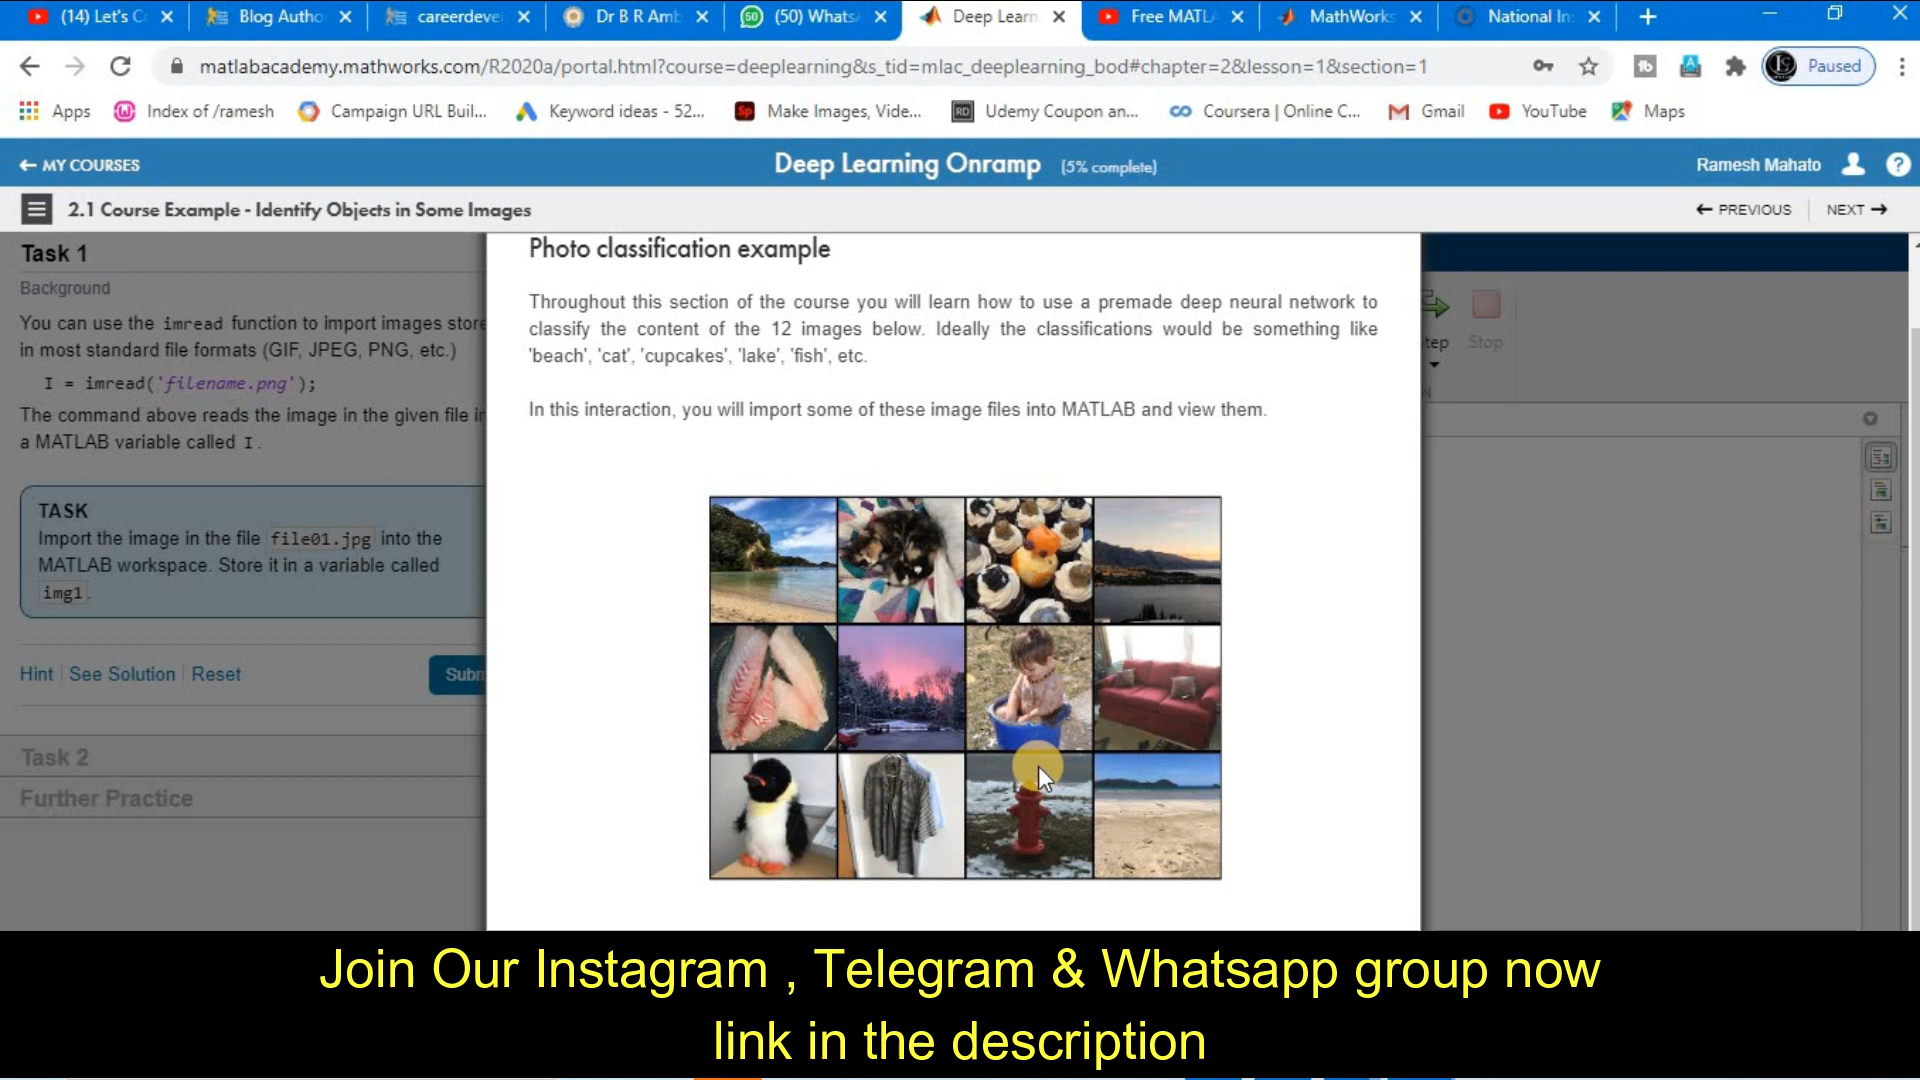 (14) Let's C
Blog Autho
careerdeve
Dr B R Amb
(50) Whats
Deep Learn
Free MATL
MathWorks
National In
matlabacademy.mathworks.com/R2020a/portal.html?course=deeplearning&s_tid=mlac_deeplearning_bod#chapter=2&lesson=1&section=1
Paused
Apps
Index of /ramesh
Campaign URL Buil...
Keyword ideas - 52...
Make Images, Vide...
Udemy Coupon an...
Coursera | Online C...
Gmail
YouTube
Maps
MY COURSES
Deep Learning Onramp (5% complete)
Ramesh Mahato
2.1 Course Example - Identify Objects in Some Images
PREVIOUS
NEXT
Task 1
Background
You can use the imread function to import images store
in most standard file formats (GIF, JPEG, PNG, etc.)
I = imread('filename.png');
The command above reads the image in the given file in
a MATLAB variable called I.
TASK
Import the image in the file file01.jpg into the
MATLAB workspace. Store it in a variable called
img1.
Hint | See Solution | Reset
Subm
Task 2
Further Practice
Photo classification example
Throughout this section of the course you will learn how to use a premade deep neural network to
classify the content of the 12 images below. Ideally the classifications would be something like
'beach', 'cat', 'cupcakes', 'lake', 'fish', etc.
In this interaction, you will import some of these image files into MATLAB and view them.
tep
Stop
Join Our Instagram , Telegram & Whatsapp group now
link in the description